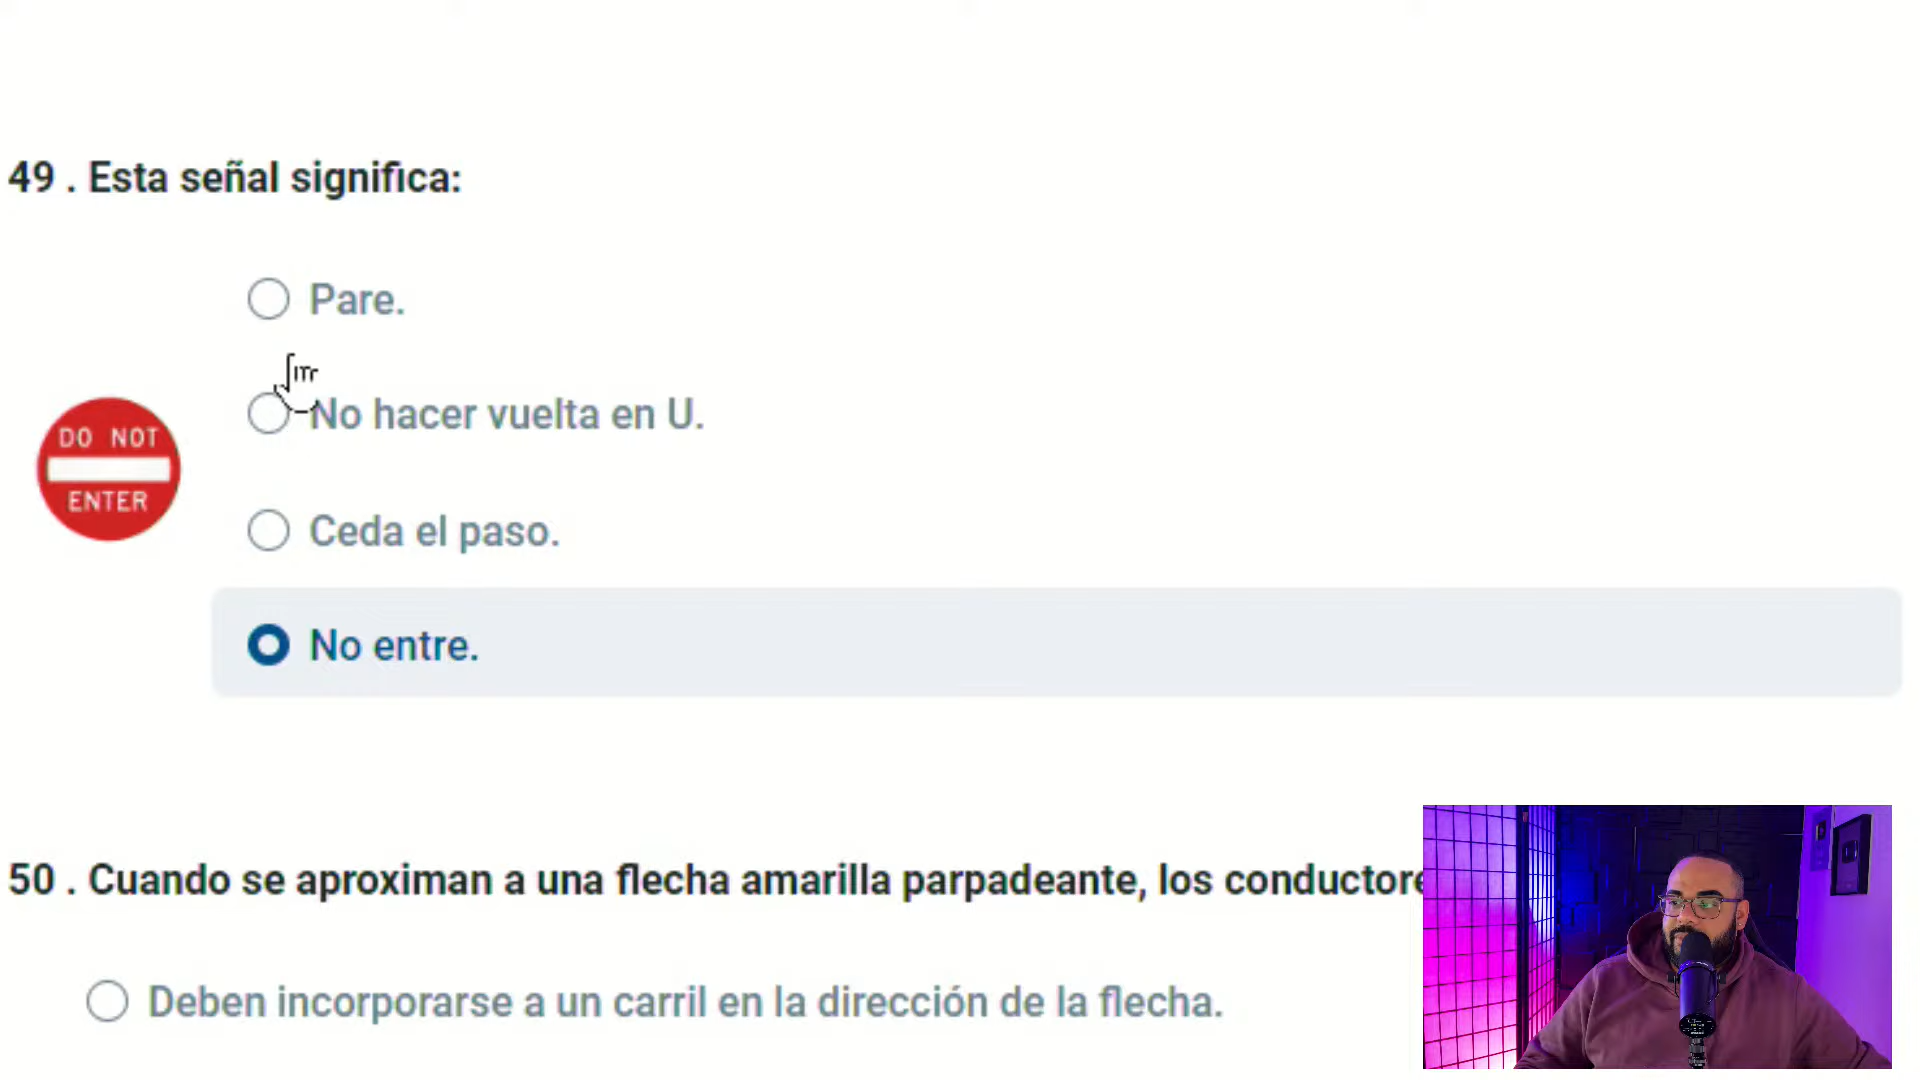 49 . Esta señal significa:
Pare.
No hacer vuelta en U.
DO NOT
ENTER
Ceda el paso.
No entre.
50 . Cuando se aproximan a una flecha amarilla parpadeante, los conductore
Deben incorporarse a un carril en la dirección de la flecha.